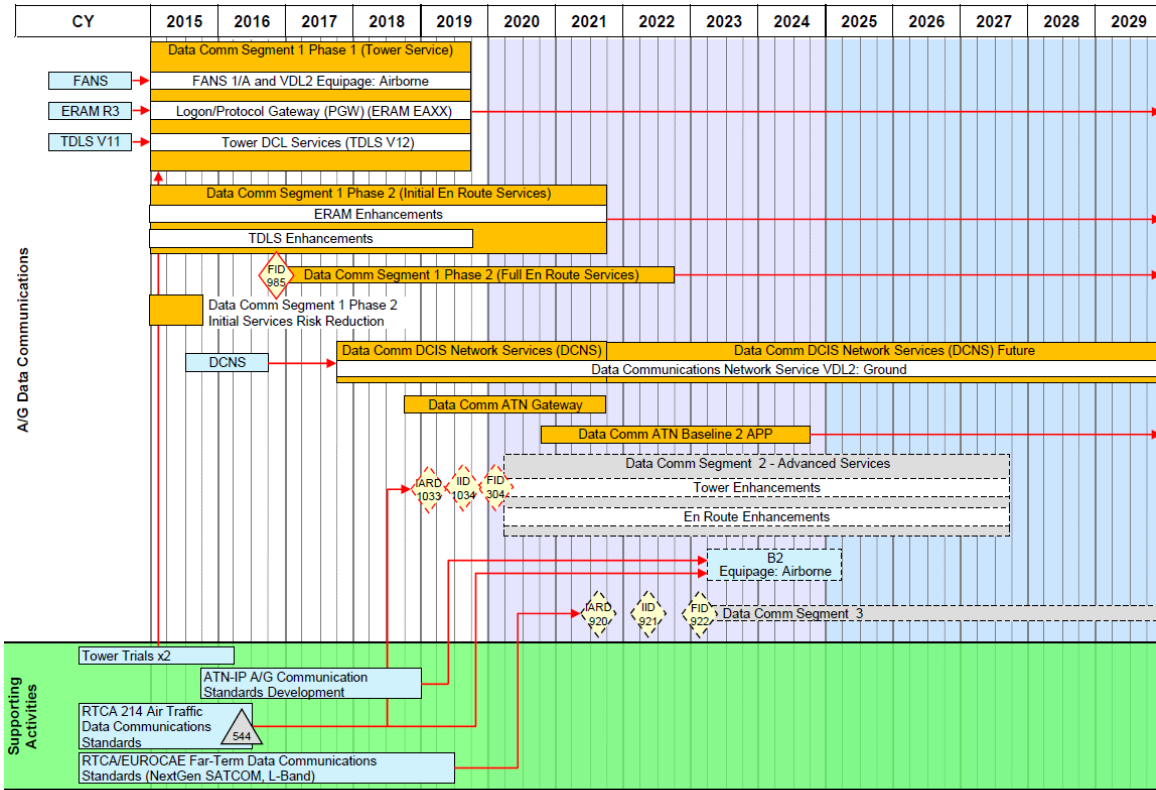 CY 2015 2016 2017 2018 2019 2020 2021 2022 2023 2024 2025 2026 2027 2028 2029
A/G Data Communications
Data Comm Segment 1 Phase 1 (Tower Service)
FANS
FANS 1/A and VDL2 Equipage: Airborne
ERAM R3
Logon/Protocol Gateway (PGW) (ERAM EAXX)
TDLS V11
Tower DCL Services (TDLS V12)
Data Comm Segment 1 Phase 2 (Initial En Route Services)
ERAM Enhancements
TDLS Enhancements
FID
985
Data Comm Segment 1 Phase 2 (Full En Route Services)
Data Comm Segment 1 Phase 2
Initial Services Risk Reduction
DCNS
Data Comm DCIS Network Services (DCNS)
Data Comm DCIS Network Services (DCNS) Future
Data Communications Network Service VDL2: Ground
Data Comm ATN Gateway
Data Comm ATN Baseline 2 APP
IARD
1033
IID
1034
FID
304
Data Comm Segment 2 - Advanced Services
Tower Enhancements
En Route Enhancements
B2
Equipage: Airborne
IARD
920
IID
921
FID
922
Data Comm Segment 3
Supporting
Activities
Tower Trials x2
ATN-IP A/G Communication
Standards Development
RTCA 214 Air Traffic
Data Communications
Standards
544
RTCA/EUROCAE Far-Term Data Communications
Standards (NextGen SATCOM, L-Band)